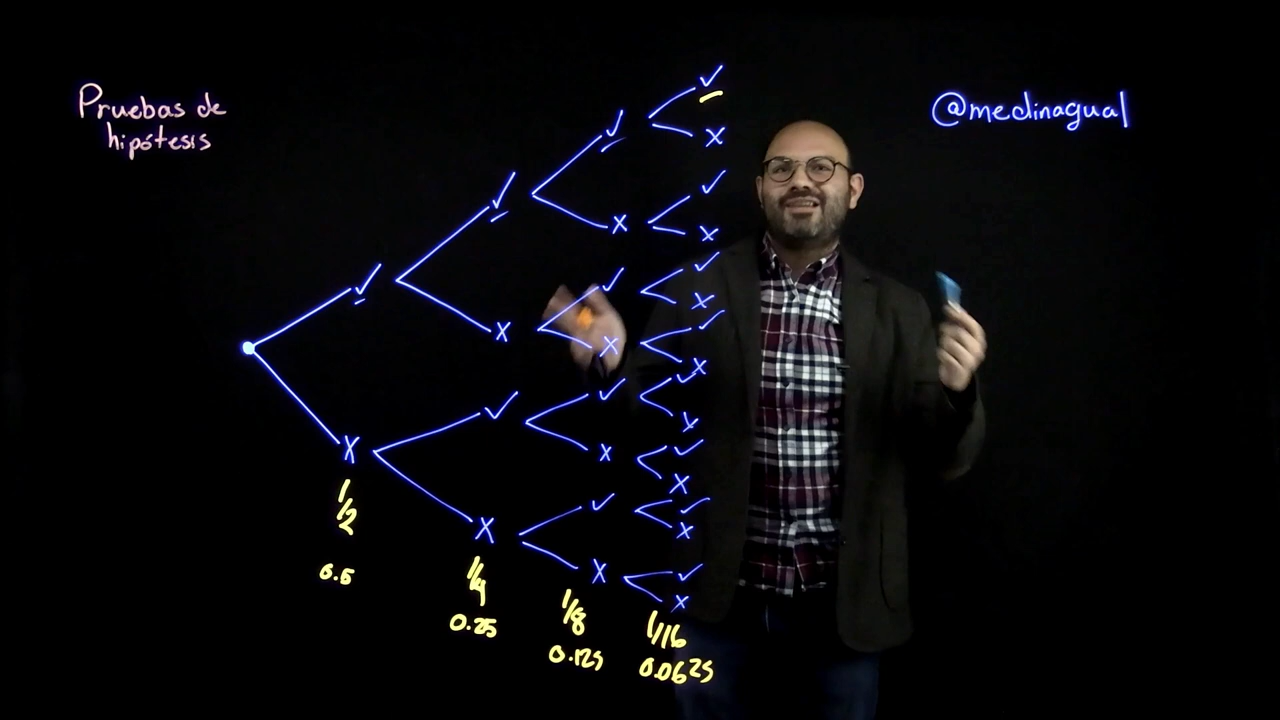 Pruebas de
hipótesis
@medinagual
✓
✓ X
✓ X
✓ X
✓ X
✓ X
✓ X
✓ X
✓ X
✓ X
✓ X
✓ X
✓ X
✓ X
✓ X
X
1/2 1/4 1/8 1/16
0.5 0.25 0.125 0.0625